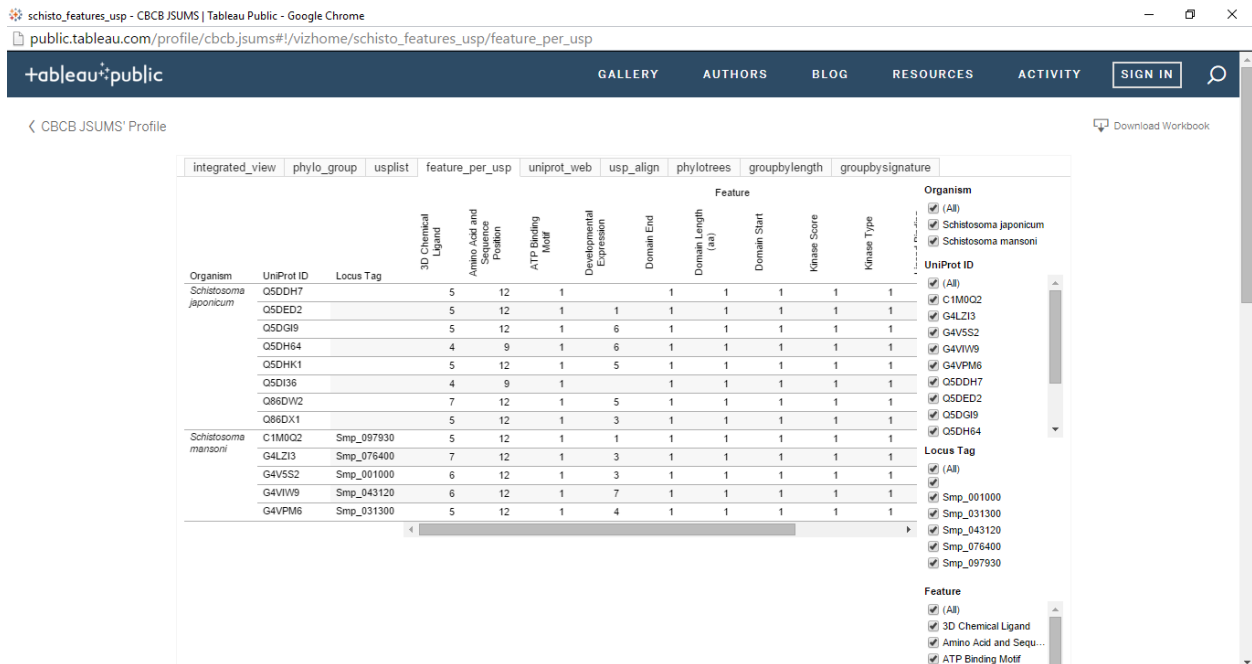 schisto_features_usp - CBCB JSUMS | Tableau Public - Google Chrome
public.tableau.com/profile/cbcb.jsums#!/vizhome/schisto_features_usp/feature_per_usp
+ableau public GALLERY AUTHORS BLOG RESOURCES ACTIVITY SIGN IN
CBCB JSUMS' Profile
Download Workbook
integrated_view phylo_group usplist feature_per_usp uniprot_web usp_align phylotrees groupbylength groupbysignature
Feature
Organism UniProt ID Locus Tag
3D Chemical
Ligand
Amino Acid and
Sequence
Position
ATP Binding
Motif
Developmental
Expression
Domain End
Domain Length
(aa)
Domain Start
Kinase Score
Kinase Type
Schistosoma
japonicum
Q5DDH7 5 12 1 1 1 1 1 1
Q5DED2 5 12 1 1 1 1 1 1 1
Q5DGI9 5 12 1 6 1 1 1 1 1
Q5DH64 4 9 1 6 1 1 1 1 1
Q5DHK1 5 12 1 5 1 1 1 1 1
Q5DI36 4 9 1 1 1 1 1 1
Q86DW2 7 12 1 5 1 1 1 1 1
Q86DX1 5 12 1 3 1 1 1 1 1
Schistosoma
mansoni
C1M0Q2 Smp_097930 5 12 1 1 1 1 1 1 1
G4LZI3 Smp_076400 7 12 1 3 1 1 1 1 1
G4V5S2 Smp_001000 6 12 1 3 1 1 1 1 1
G4VIW9 Smp_043120 6 12 1 7 1 1 1 1 1
G4VPM6 Smp_031300 5 12 1 4 1 1 1 1 1
Organism
(All)
Schistosoma japonicum
Schistosoma mansoni
UniProt ID
(All)
C1M0Q2
G4LZI3
G4V5S2
G4VIW9
G4VPM6
Q5DDH7
Q5DED2
Q5DGI9
Q5DH64
Locus Tag
(All)
Smp_001000
Smp_031300
Smp_043120
Smp_076400
Smp_097930
Feature
(All)
3D Chemical Ligand
Amino Acid and Sequ...
ATP Binding Motif